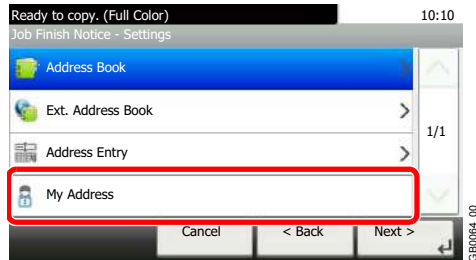 Ready to copy. (Full Color)
10:10
Job Finish Notice - Settings
Address Book
Ext. Address Book
1/1
Address Entry
My Address
Cancel
< Back
Next >
GB0064_00